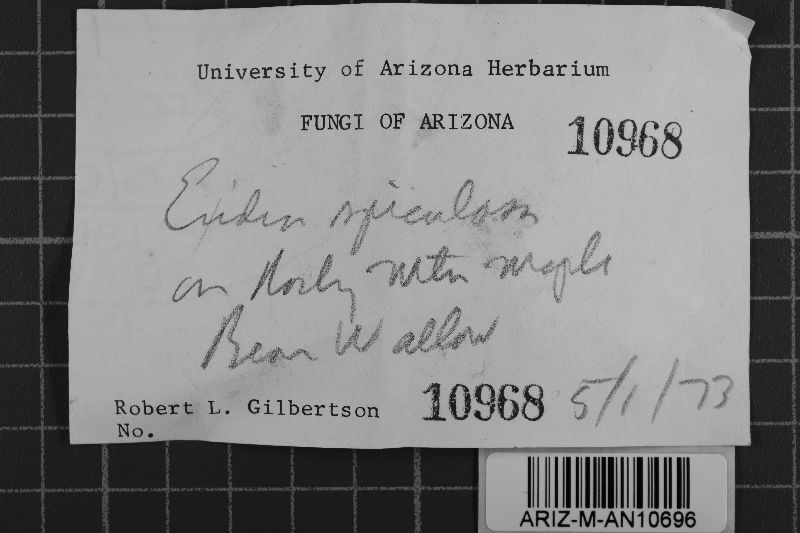 University of Arizona Herbarium
FUNGI OF ARIZONA 10968
Exidia spiculosa
on Rocky Mtn maple
Bear Wallow
Robert L. Gilbertson 10968 5/1/73
No.
ARIZ-M-AN10696